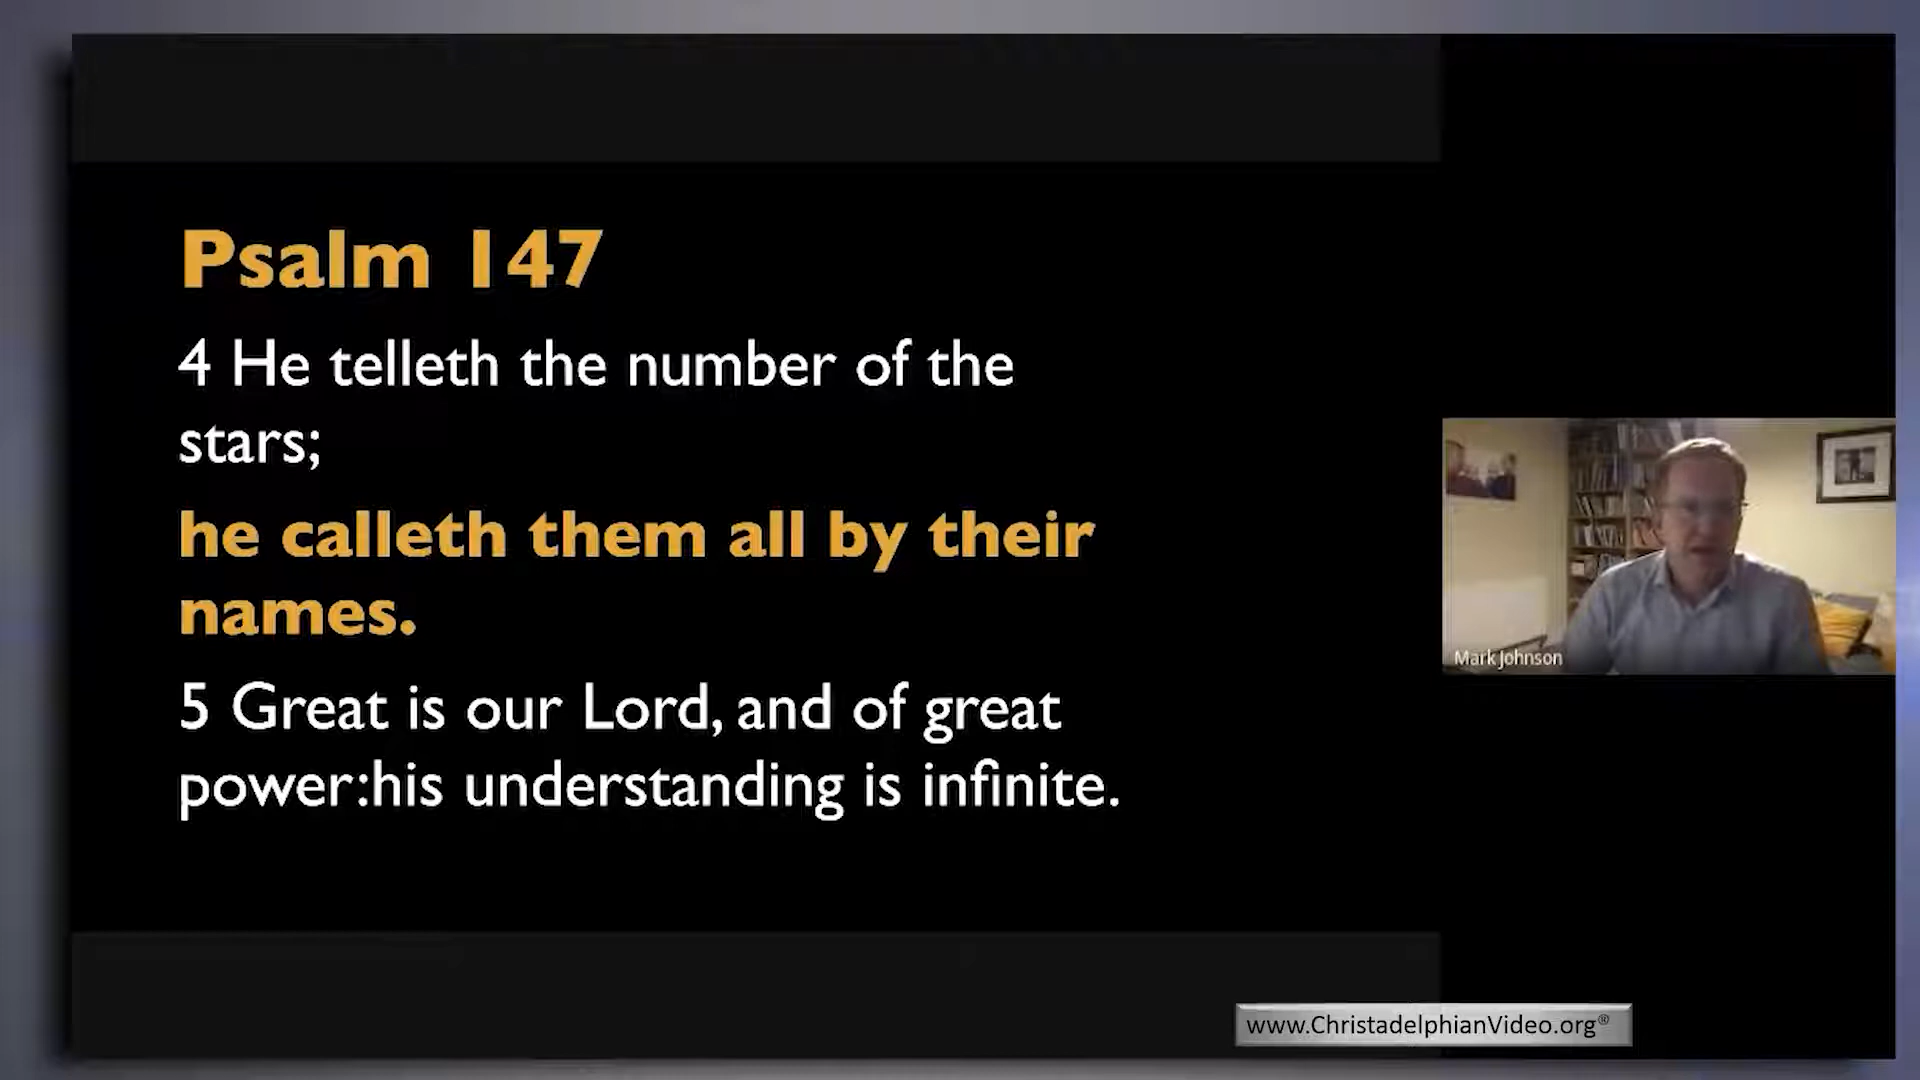 Psalm 147
4 He telleth the number of the
stars;
he calleth them all by their
names.
5 Great is our Lord, and of great
power:his understanding is infinite.
Mark Johnson
www.ChristadelphianVideo.org®